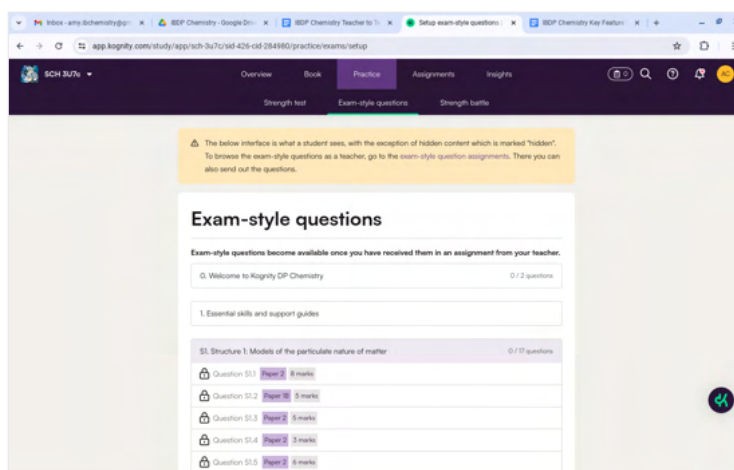 Inbox - amy.ibchemistry@gm
IBDP Chemistry - Google Driv
IBDP Chemistry Teacher to Te
Setup exam-style questions |
IBDP Chemistry Key Feature
app.kognity.com/study/app/sch-3u7c/sid-426-cid-284980/practice/exams/setup
SCH 3U7c
Overview Book Practice Assignments Insights
0
AC
Strength test Exam-style questions Strength battle
The below interface is what a student sees, with the exception of hidden content which is marked "hidden".
To browse the exam-style questions as a teacher, go to the exam-style question assignments. There you can
also send out the questions.
Exam-style questions
Exam-style questions become available once you have received them in an assignment from your teacher.
0. Welcome to Kognity DP Chemistry 0 / 2 questions
1. Essential skills and support guides
S1. Structure 1: Models of the particulate nature of matter 0 / 17 questions
Question S1.1 Paper 2 8 marks
Question S1.2 Paper 1B 5 marks
Question S1.3 Paper 2 5 marks
Question S1.4 Paper 2 3 marks
Question S1.5 Paper 2 6 marks